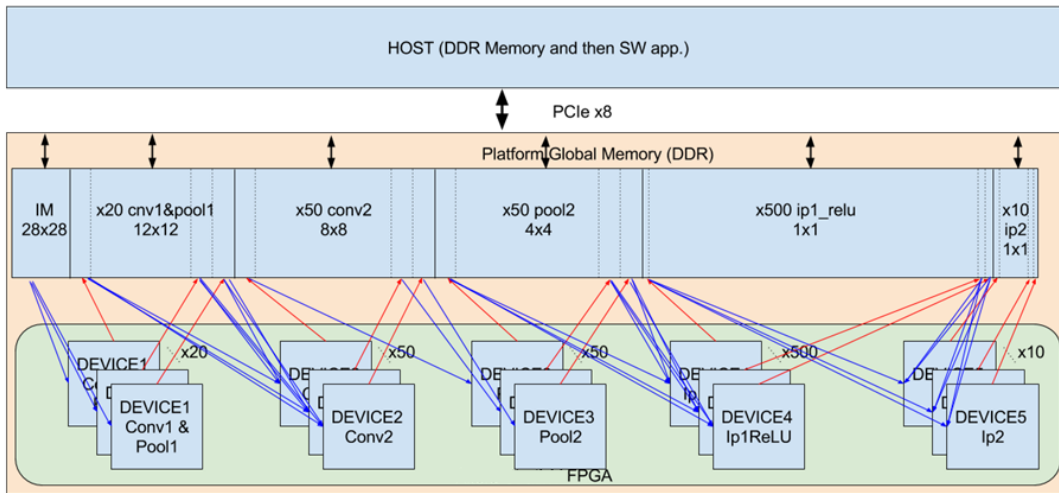 HOST (DDR Memory and then SW app.)
PCIe x8
Platform Global Memory (DDR)
IM
28x28
x20 cnv1&pool1
12x12
x50 conv2
8x8
x50 pool2
4x4
x500 ip1_relu
1x1
x10
ip2
1x1
x20
x50
x50
x500
x10
DEVICE1
DEVICE1
Conv1 &
Pool1
DEVICE2
Conv2
DEVICE3
Pool2
DEVICE4
Ip1ReLU
DEVICE5
Ip2
FPGA